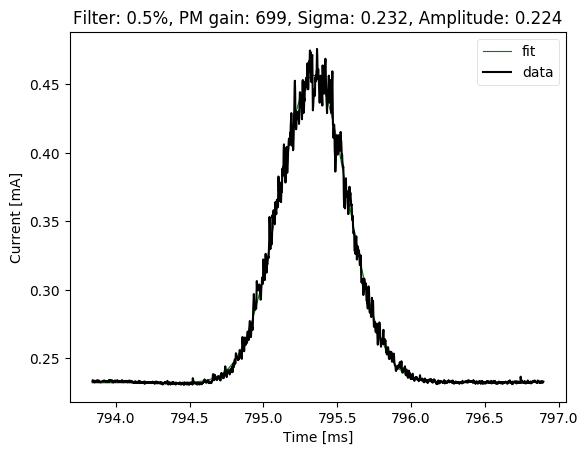 Filter: 0.5%, PM gain: 699, Sigma: 0.232, Amplitude: 0.224
fit
data
0.45
0.40
0.35
0.30
0.25
Current [mA]
794.0 794.5 795.0 795.5 796.0 796.5 797.0
Time [ms]